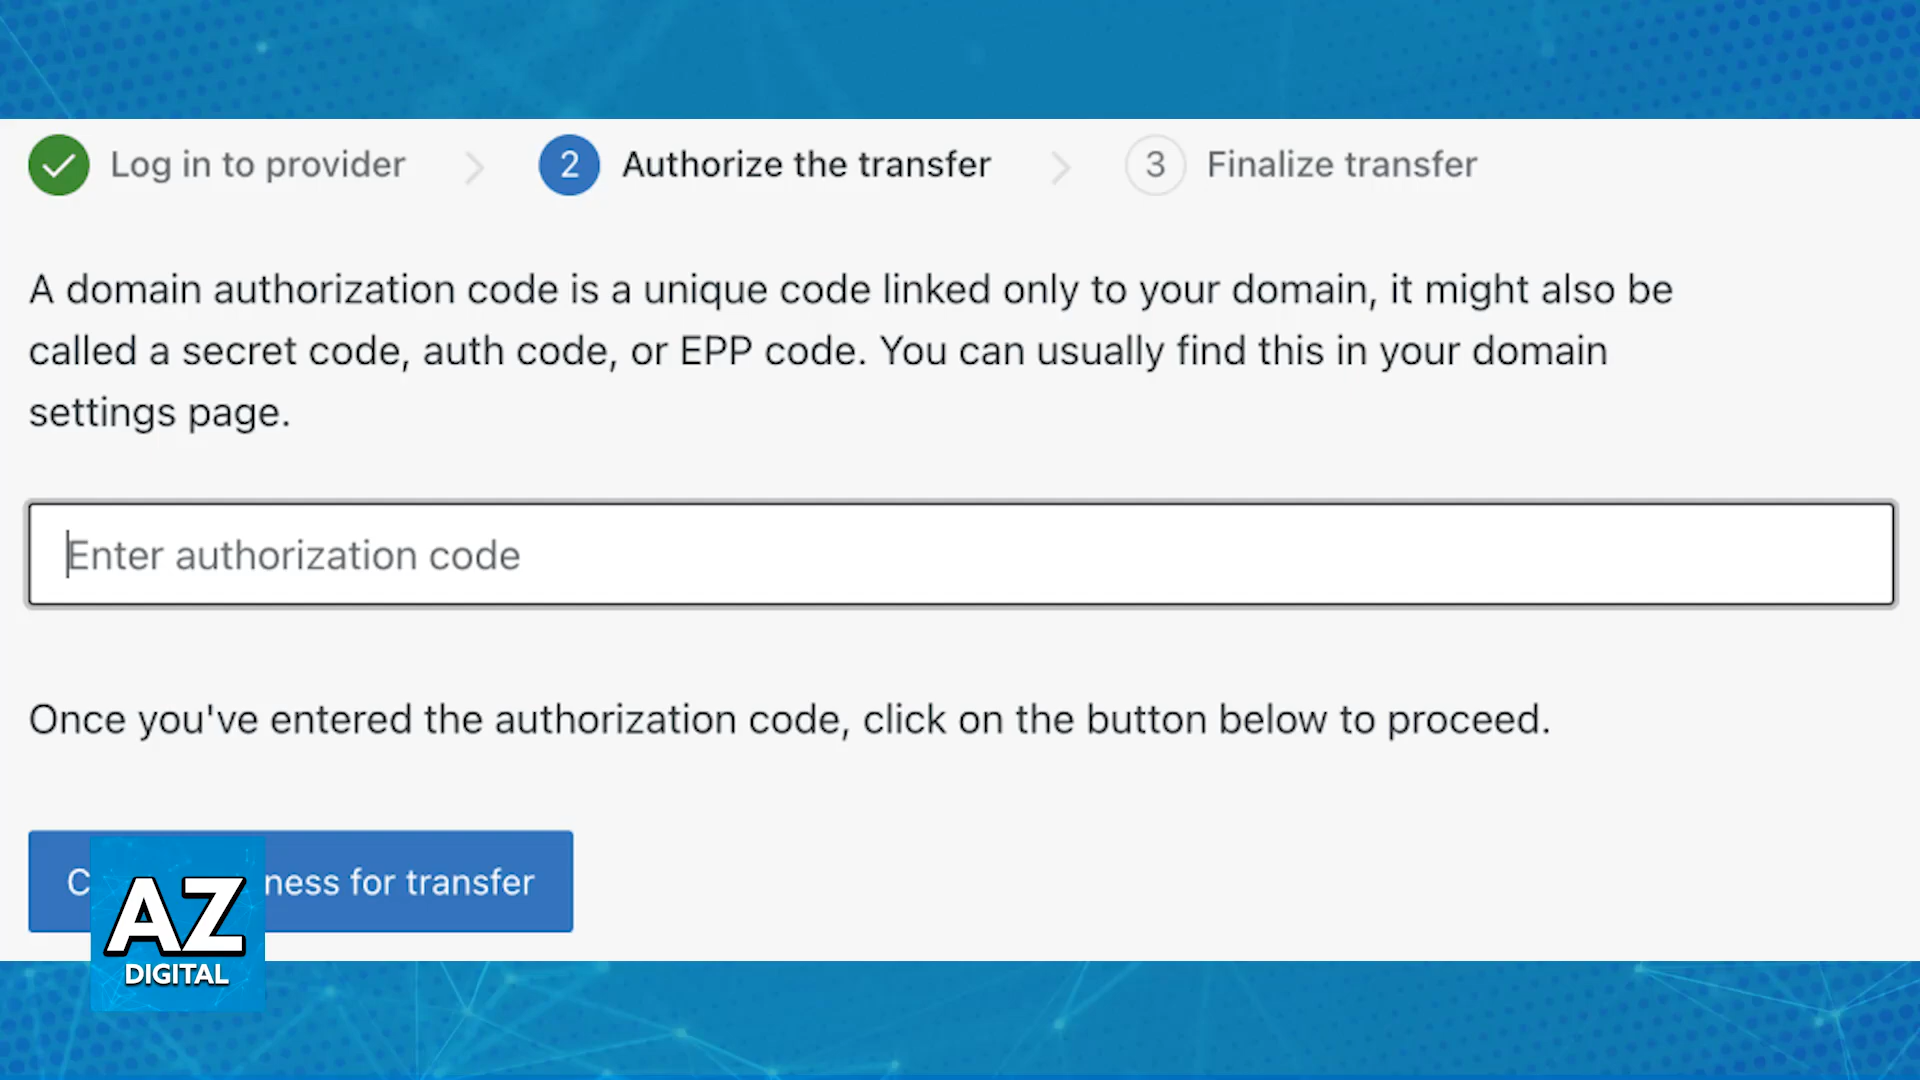 Log in to provider
2 Authorize the transfer
3 Finalize transfer
A domain authorization code is a unique code linked only to your domain, it might also be
called a secret code, auth code, or EPP code. You can usually find this in your domain
settings page.
Enter authorization code
Once you've entered the authorization code, click on the button below to proceed.
for transfer
AZ
DIGITAL